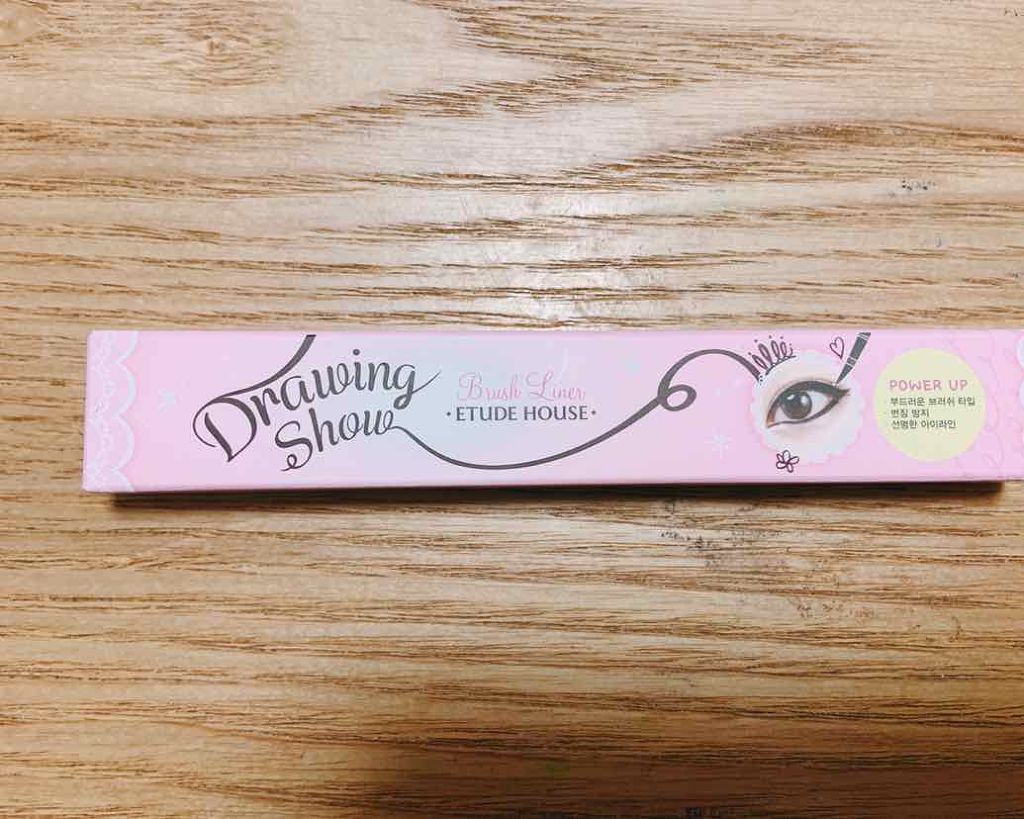 Drawing
Show
Brush Liner
·ETUDE HOUSE·
POWER UP
· 부드러운 브러쉬 타입
· 번짐 방지
· 선명한 아이라인